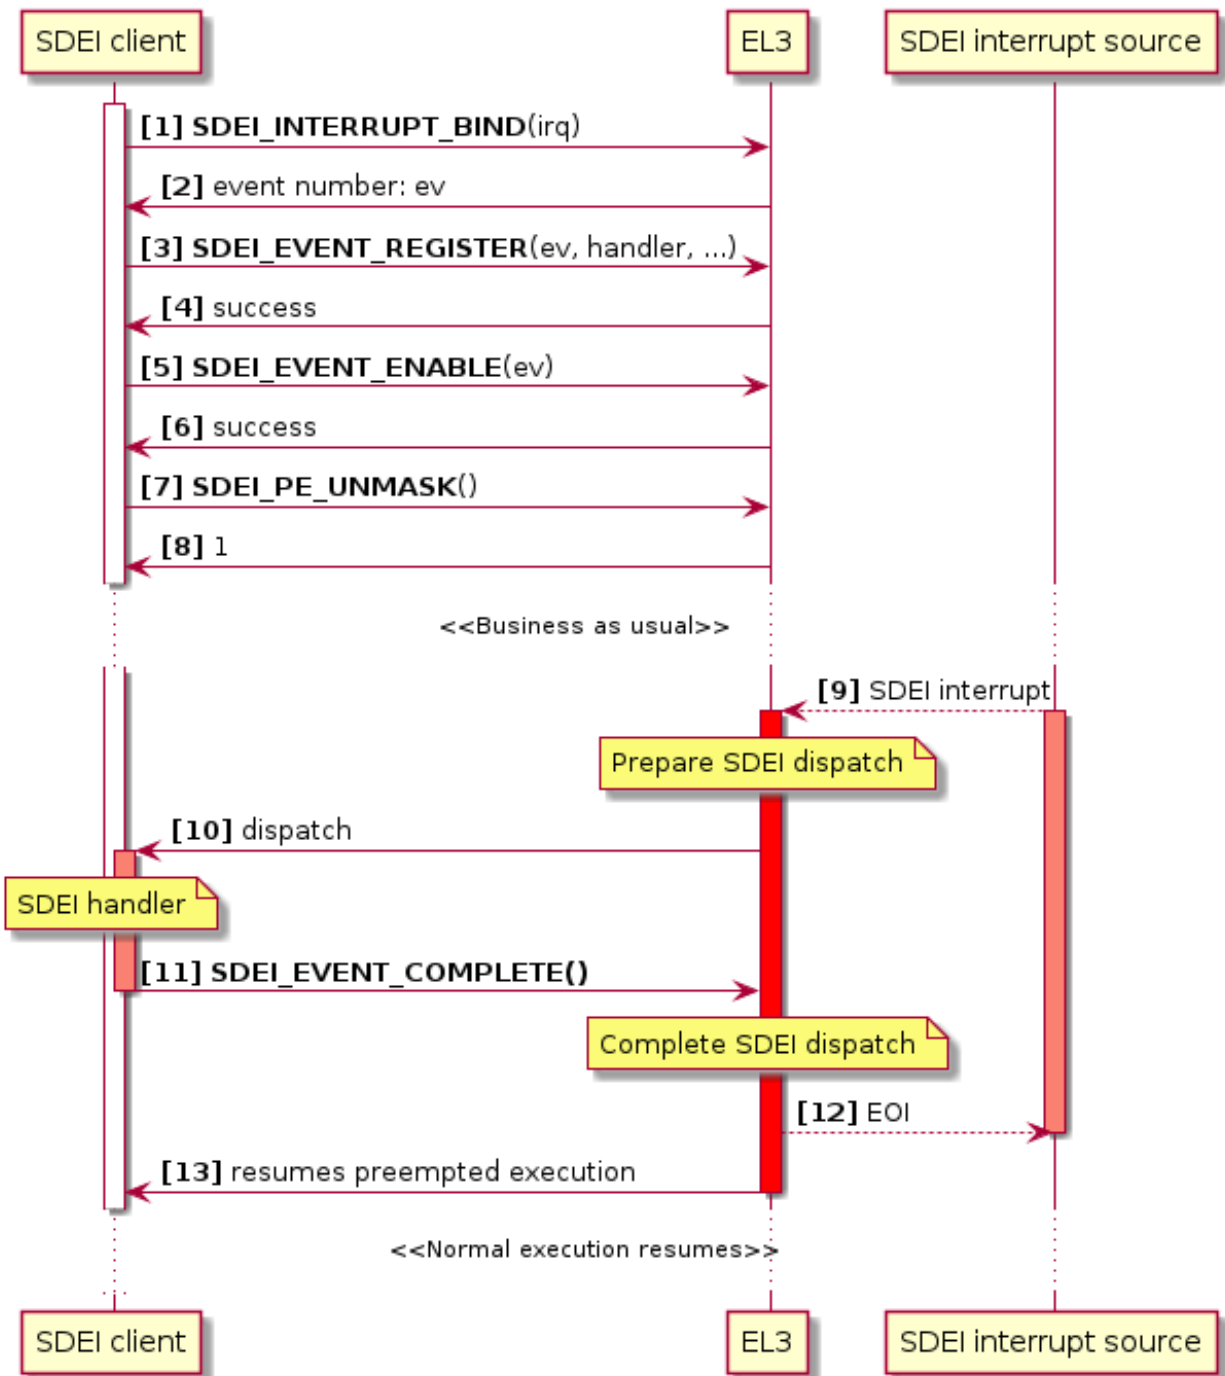 SDEI client
EL3
SDEI interrupt source
[1] SDEI_INTERRUPT_BIND(irq)
[2] event number: ev
[3] SDEI_EVENT_REGISTER(ev, handler, ...)
[4] success
[5] SDEI_EVENT_ENABLE(ev)
[6] success
[7] SDEI_PE_UNMASK()
[8] 1
<<Business as usual>>
[9] SDEI interrupt
Prepare SDEI dispatch
[10] dispatch
SDEI handler
[11] SDEI_EVENT_COMPLETE()
Complete SDEI dispatch
[12] EOI
[13] resumes preempted execution
<<Normal execution resumes>>
SDEI client
EL3
SDEI interrupt source